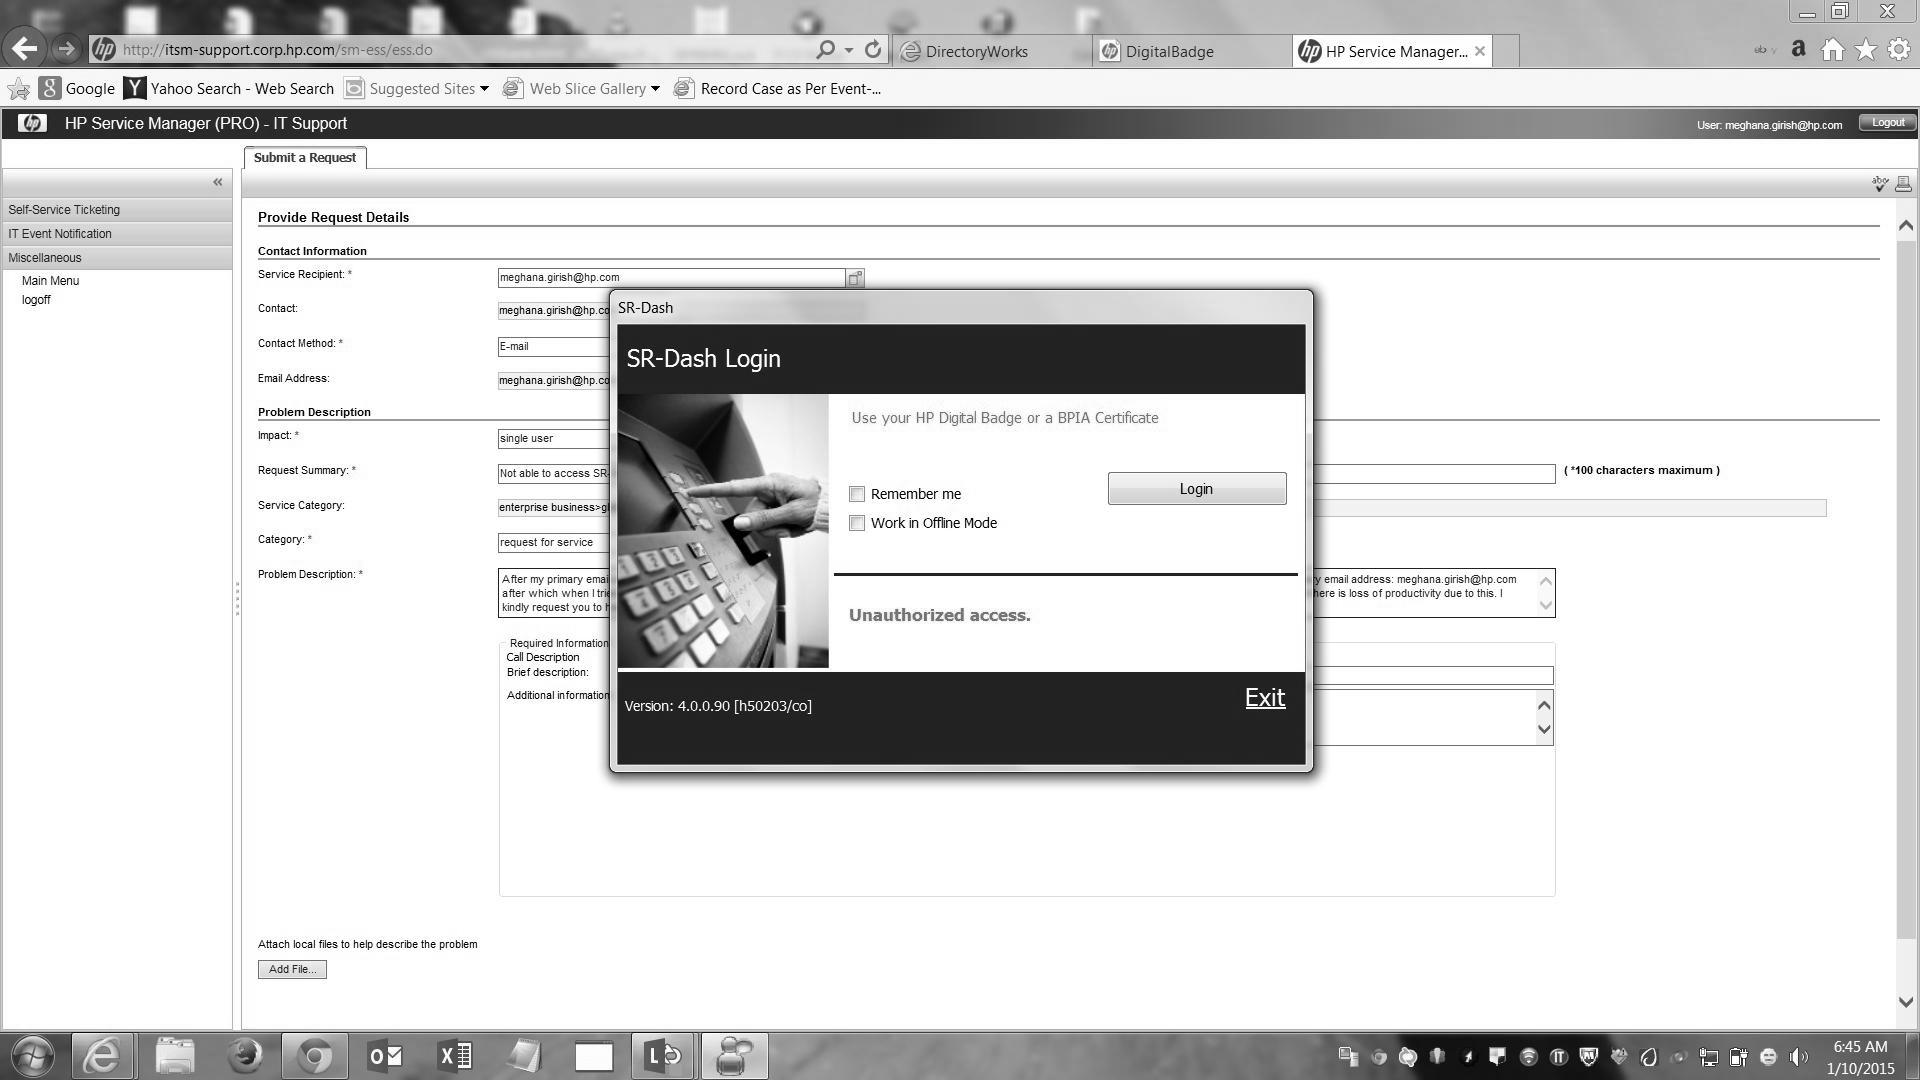 http://itsm-support.corp.hp.com/sm-ess/ess.do
DirectoryWorks
DigitalBadge
HP Service Manager...
Google
Yahoo Search - Web Search
Suggested Sites
Web Slice Gallery
Record Case as Per Event-...
HP Service Manager (PRO) - IT Support
User: meghana.girish@hp.com
Logout
Submit a Request
Self-Service Ticketing
IT Event Notification
Miscellaneous
Main Menu
logoff
Provide Request Details
Contact Information
Service Recipient: *
meghana.girish@hp.com
Contact:
meghana.girish@hp.co
Contact Method: *
E-mail
Email Address:
meghana.girish@hp.co
Problem Description
Impact: *
single user
Request Summary: *
Not able to access SR-
( *100 characters maximum )
Service Category:
enterprise business>gl
Category: *
request for service
Problem Description: *
After my primary emai
after which when I trie
kindly request you to h
ry email address: meghana.girish@hp.com
here is loss of productivity due to this. I
Required Information
Call Description
Brief description:
Additional information
Attach local files to help describe the problem
Add File...
SR-Dash
SR-Dash Login
Use your HP Digital Badge or a BPIA Certificate
Remember me
Login
Work in Offline Mode
Unauthorized access.
Version: 4.0.0.90 [h50203/co]
Exit
6:45 AM
1/10/2015